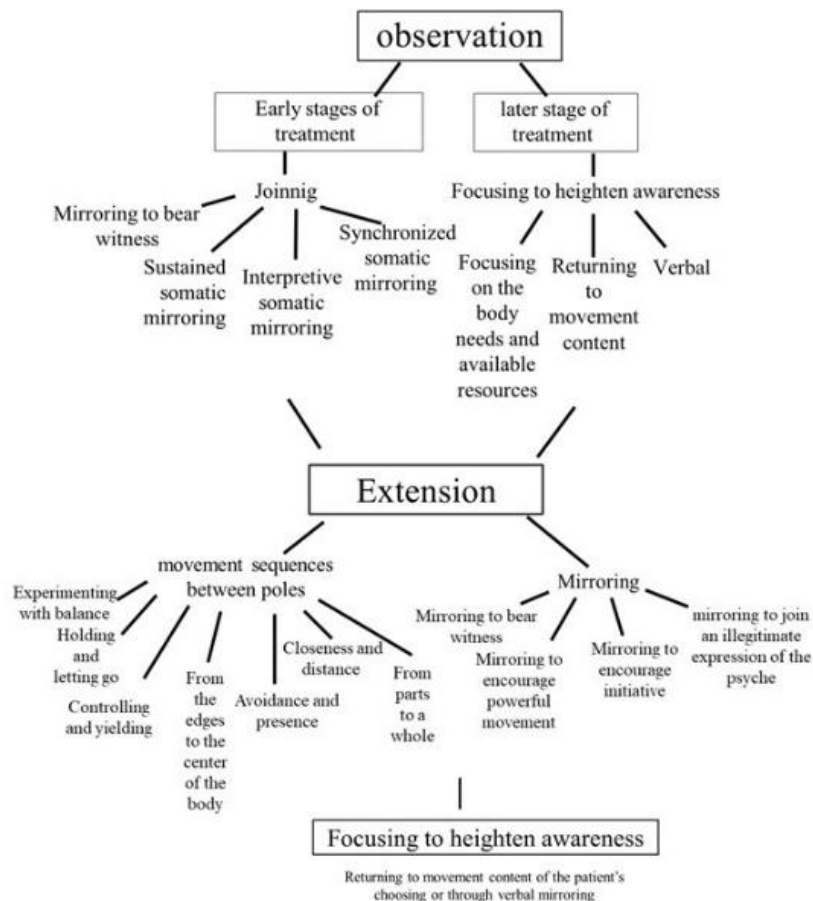 observation
Early stages of
treatment
later stage of
treatment
Joinnig
Mirroring to bear
witness
Sustained
somatic
mirroring
Interpretive
somatic
mirroring
Synchronized
somatic
mirroring
Focusing to heighten awareness
Focusing
on the
body
needs and
available
resources
Returning
to
movement
content
Verbal
Extension
movement sequences
between poles
Experimenting
with balance
Holding
and
letting go
Controlling
and yielding
From
the
edges
to the
center
of the
body
Avoidance and
presence
Closeness and
distance
From
parts
to a
whole
Mirroring
Mirroring to bear
witness
Mirroring to
encourage
powerful
movement
Mirroring to
encourage
initiative
mirroring to join
an illegitimate
expression of the
psyche
Focusing to heighten awareness
Returning to movement content of the patient's
choosing or through verbal mirroring